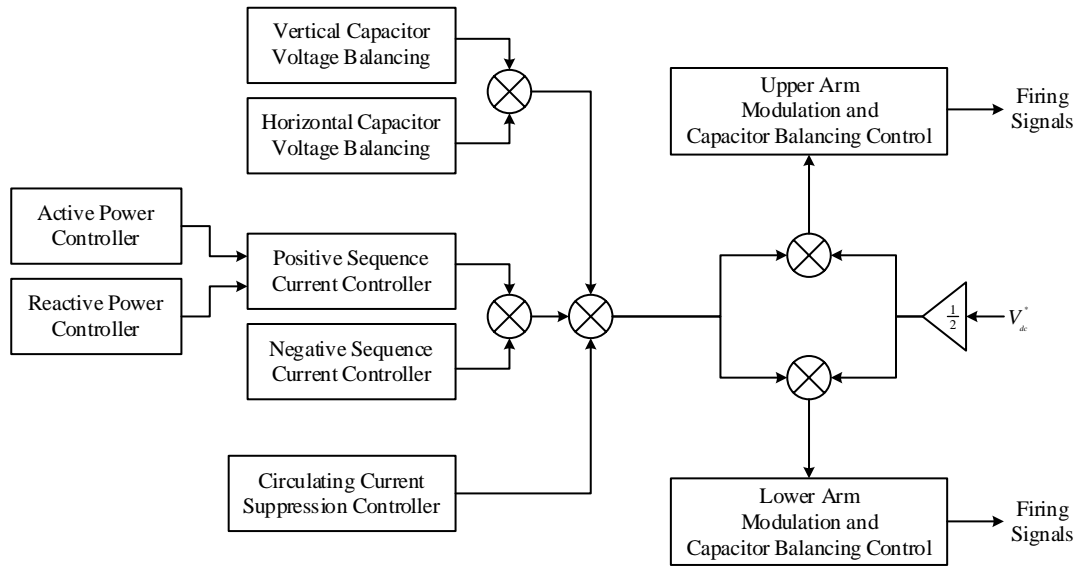 Vertical Capacitor
Voltage Balancing
Horizontal Capacitor
Voltage Balancing
Active Power
Controller
Reactive Power
Controller
Positive Sequence
Current Controller
Negative Sequence
Current Controller
Circulating Current
Suppression Controller
Upper Arm
Modulation and
Capacitor Balancing Control
Firing
Signals
1/2
V*dc
Lower Arm
Modulation and
Capacitor Balancing Control
Firing
Signals